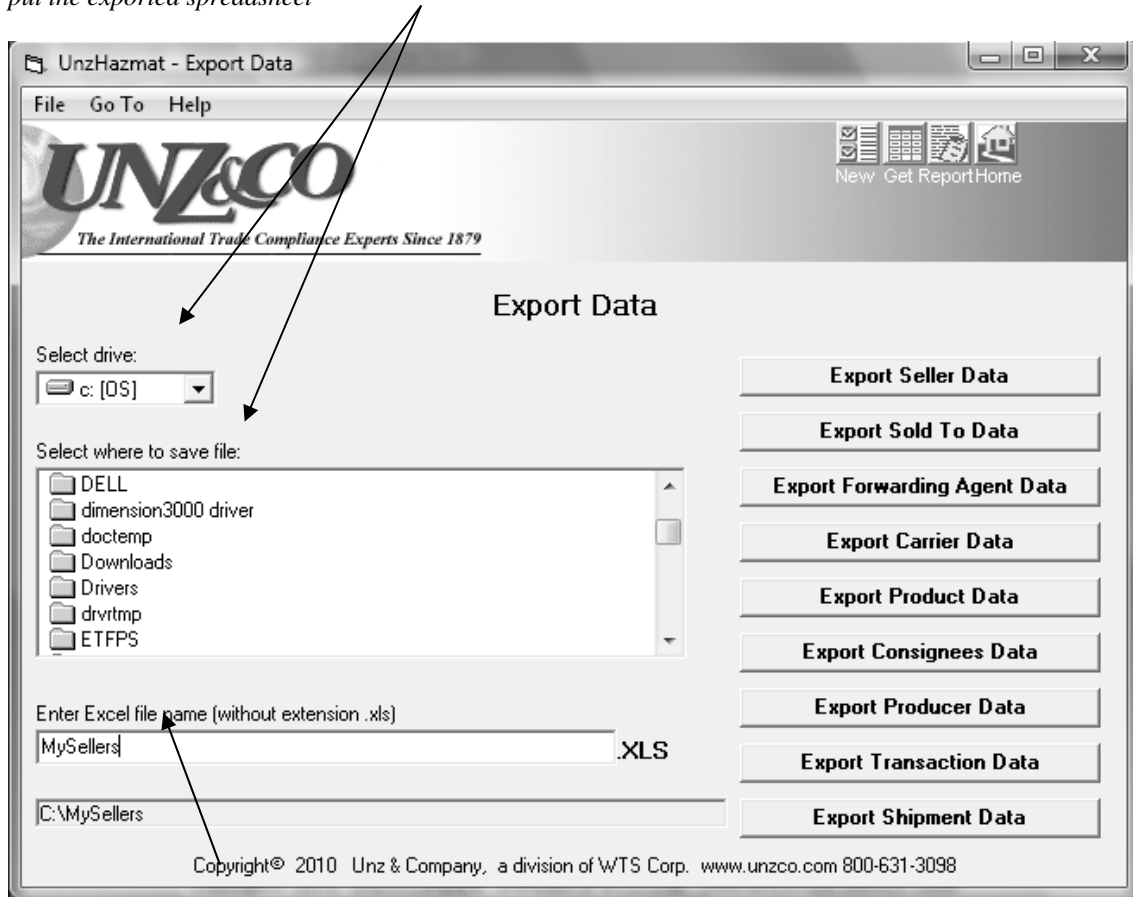 put the exported spreadsheet
UnzHazmat - Export Data
File Go To Help
UNZ&CO
The International Trade Compliance Experts Since 1879
New Get Report Home
Export Data
Select drive:
c: [OS]
Select where to save file:
DELL
dimension3000 driver
doctemp
Downloads
Drivers
drvrtmp
ETFPS
Enter Excel file name (without extension .xls)
MySellers
.XLS
C:\MySellers
Export Seller Data
Export Sold To Data
Export Forwarding Agent Data
Export Carrier Data
Export Product Data
Export Consignees Data
Export Producer Data
Export Transaction Data
Export Shipment Data
Copyright© 2010 Unz & Company, a division of WTS Corp. www.unzco.com 800-631-3098